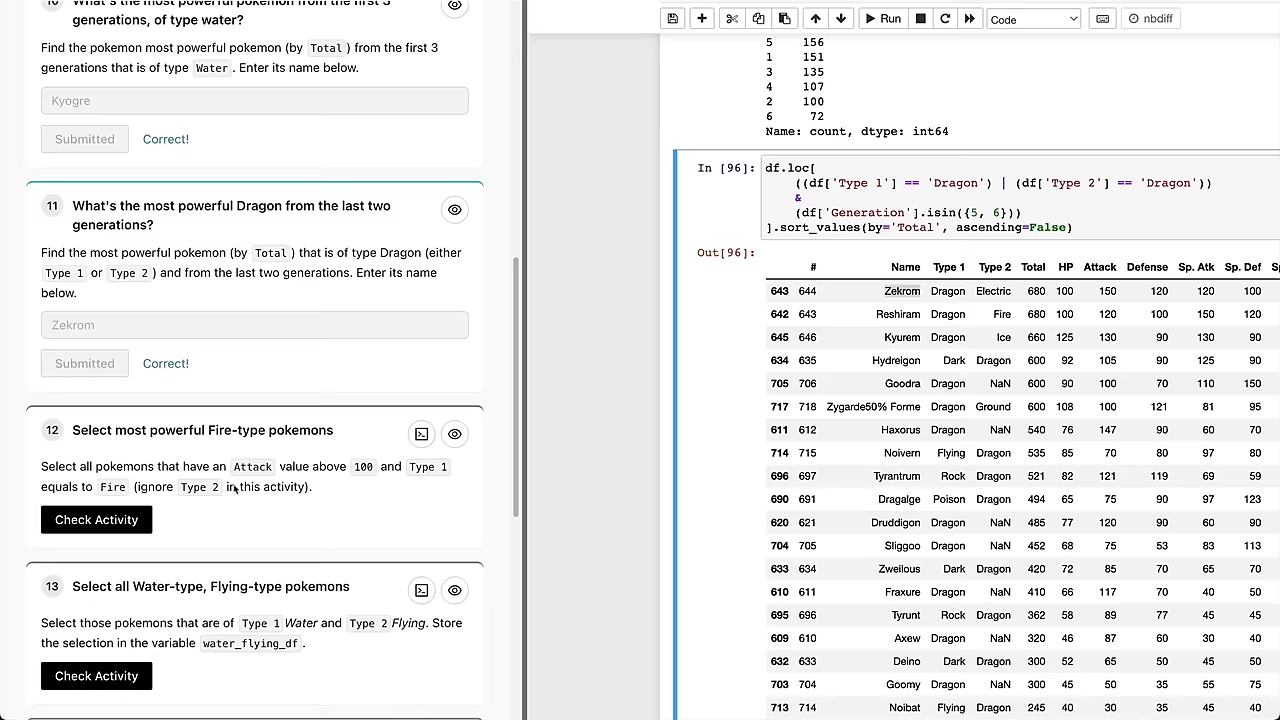 10 What's the most powerful pokemon from the first 3
generations, of type water?
Find the pokemon most powerful pokemon (by Total) from the first 3
generations that is of type Water. Enter its name below.
Kyogre
Submitted Correct!
11 What's the most powerful Dragon from the last two
generations?
Find the most powerful pokemon (by Total) that is of type Dragon (either
Type 1 or Type 2) and from the last two generations. Enter its name
below.
Zekrom
Submitted Correct!
12 Select most powerful Fire-type pokemons
Select all pokemons that have an Attack value above 100 and Type 1
equals to Fire (ignore Type 2 in this activity).
Check Activity
13 Select all Water-type, Flying-type pokemons
Select those pokemons that are of Type 1 Water and Type 2 Flying. Store
the selection in the variable water_flying_df.
Check Activity
Run Code nbdiff
5 156
1 151
3 135
4 107
2 100
6 72
Name: count, dtype: int64
In [96]: df.loc[
((df['Type 1'] == 'Dragon') | (df['Type 2'] == 'Dragon'))
&
(df['Generation'].isin({5, 6}))
].sort_values(by='Total', ascending=False)
Out[96]:
# Name Type 1 Type 2 Total HP Attack Defense Sp. Atk Sp. Def
643 644 Zekrom Dragon Electric 680 100 150 120 120 100
642 643 Reshiram Dragon Fire 680 100 120 100 150 120
645 646 Kyurem Dragon Ice 660 125 130 90 130 90
634 635 Hydreigon Dark Dragon 600 92 105 90 125 90
705 706 Goodra Dragon NaN 600 90 100 70 110 150
717 718 Zygarde50% Forme Dragon Ground 600 108 100 121 81 95
611 612 Haxorus Dragon NaN 540 76 147 90 60 70
714 715 Noivern Flying Dragon 535 85 70 80 97 80
696 697 Tyrantrum Rock Dragon 521 82 121 119 69 59
690 691 Dragalge Poison Dragon 494 65 75 90 97 123
620 621 Druddigon Dragon NaN 485 77 120 90 60 90
704 705 Sliggoo Dragon NaN 452 68 75 53 83 113
633 634 Zweilous Dark Dragon 420 72 85 70 65 70
610 611 Fraxure Dragon NaN 410 66 117 70 40 50
695 696 Tyrunt Rock Dragon 362 58 89 77 45 45
609 610 Axew Dragon NaN 320 46 87 60 30 40
632 633 Deino Dark Dragon 300 52 65 50 45 50
703 704 Goomy Dragon NaN 300 45 50 35 55 75
713 714 Noibat Flying Dragon 245 40 30 35 45 40